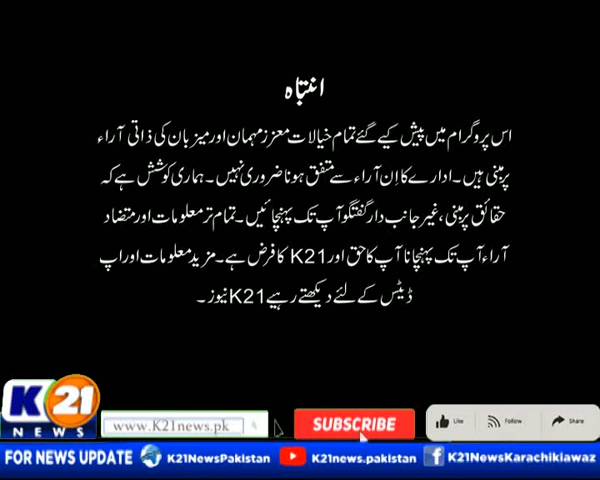 انتباہ
اس پروگرام میں پیش کیے گئے تمام خیالات معزز مہمان اور میزبان کی ذاتی آراء
پر مبنی ہیں۔ ادارے کا اِن آراء سے متفق ہونا ضروری نہیں۔ ہماری کوشش ہے کہ
حقائق پر مبنی، غیر جانب دار گفتگو آپ تک پہنچائیں۔ تمام تر معلومات اور متضاد
آراء آپ تک پہنچانا آپ کا حق اور K21 کا فرض ہے۔ مزید معلومات اور اپ
ڈیٹس کے لئے دیکھتے رہیے K21 نیوز۔
K21
NEWS
www.K21news.pk
SUBSCRIBE
Like
Follow
Share
FOR NEWS UPDATE
K21NewsPakistan
K21news.pakistan
K21NewsKarachikiawaz